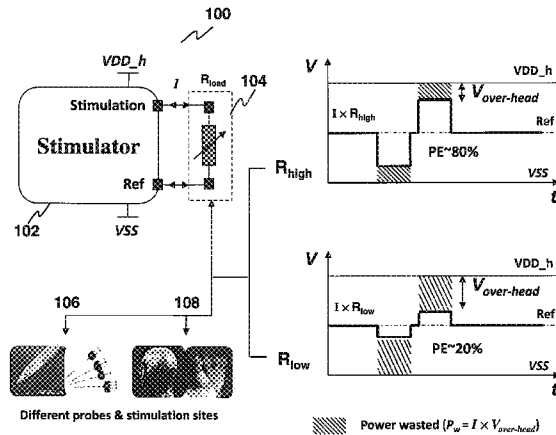 100
VDD_h
I
R_load
104
Stimulation
Stimulator
Ref
102
VSS
106
108
Different probes & stimulation sites
R_high
R_low
V
VDD_h
V_over-head
I × R_high
Ref
PE~80%
VSS
t
V
VDD_h
V_over-head
I × R_low
Ref
PE~20%
VSS
t
Power wasted (P_w = I × V_over-head)